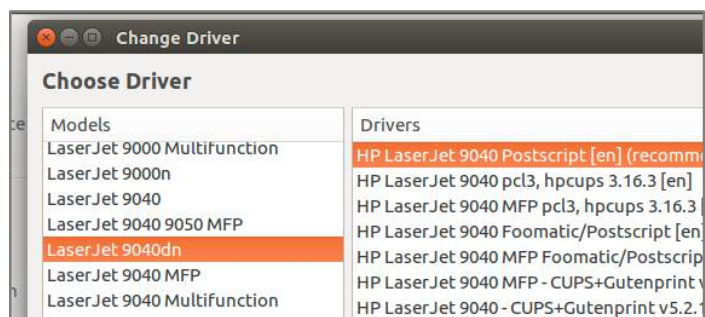 Change Driver
Choose Driver
Models
LaserJet 9000 Multifunction
LaserJet 9000n
LaserJet 9040
LaserJet 9040 9050 MFP
LaserJet 9040dn
LaserJet 9040 MFP
LaserJet 9040 Multifunction
Drivers
HP LaserJet 9040 Postscript [en]
HP LaserJet 9040 pcl3, hpcups 3.16.3 [en]
HP LaserJet 9040 MFP pcl3, hpcups 3.16.3
HP LaserJet 9040 Foomatic/Postscript [en]
HP LaserJet 9040 MFP Foomatic/Postscrip
HP LaserJet 9040 MFP - CUPS+Gutenprint
HP LaserJet 9040 - CUPS+Gutenprint v5.2.1